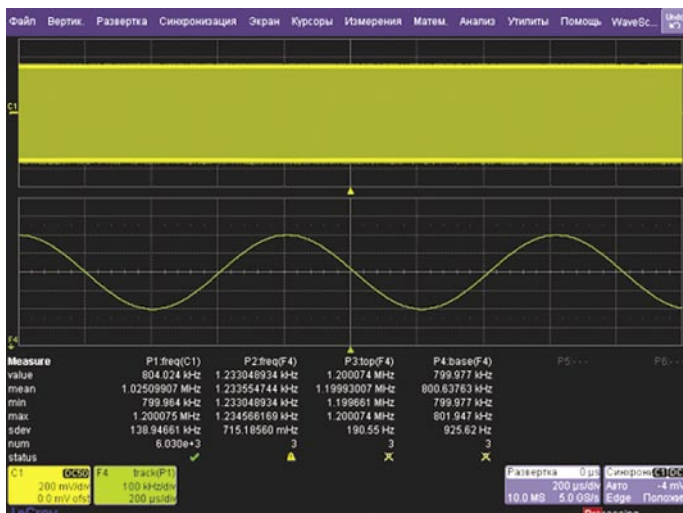 Файл Вертик. Развертка Синхронизация Экран Курсоры Измерения Матем. Анализ Утилиты Помощь WaveSc... Undo
C1
F4
Measure P1:freq(C1) P2:freq(F4) P3:top(F4) P4:base(F4) P5:--- P6:--
value 804.024 kHz 1.233048934 kHz 1.200074 MHz 799.977 kHz
mean 1.02509907 MHz 1.233554744 kHz 1.19993007 MHz 800.63763 kHz
min 799.964 kHz 1.233048934 kHz 1.199661 MHz 799.977 kHz
max 1.200075 MHz 1.234566169 kHz 1.200074 MHz 801.947 kHz
sdev 138.94661 kHz 715.18560 mHz 190.55 Hz 925.62 Hz
num 6.030e+3 3 3 3
status
C1 DC50 F4 track(P1) Развертка 0 µs Синхрони C1 DC
200 mV/div 100 kHz/div 200 µs/div Авто -4 mV
0.0 mV ofst 200 µs/div 10.0 MS 5.0 GS/s Edge Положи
LeCroy